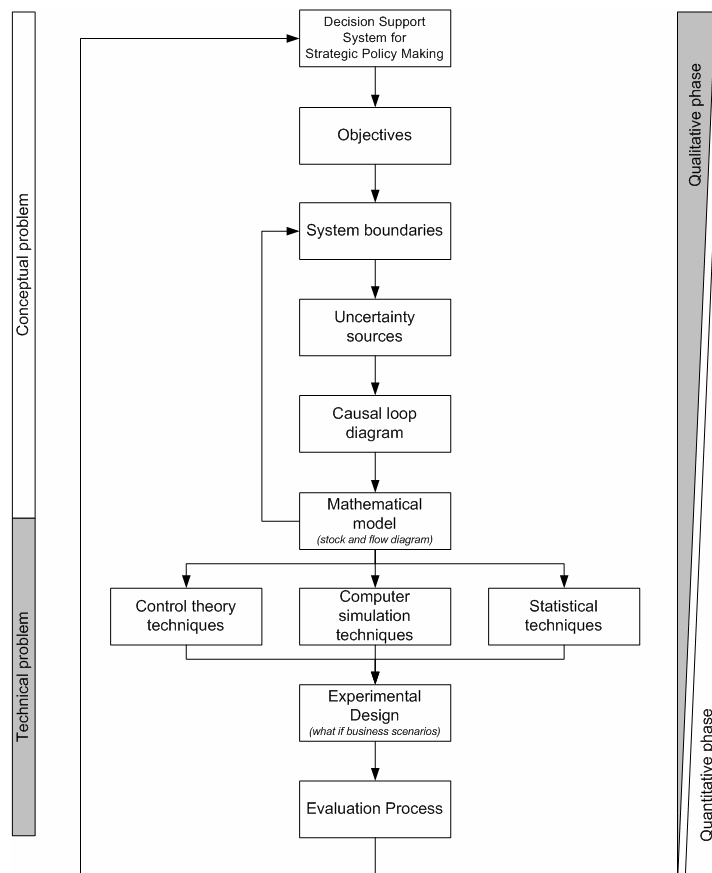 Decision Support
System for
Strategic Policy Making
Qualitative phase
Objectives
Conceptual problem
System boundaries
Uncertainty
sources
Causal loop
diagram
Mathematical
model
(stock and flow diagram)
Control theory
techniques
Computer
simulation
techniques
Statistical
techniques
Technical problem
Experimental
Design
(what if business scenarios)
Quantitative phase
Evaluation Process